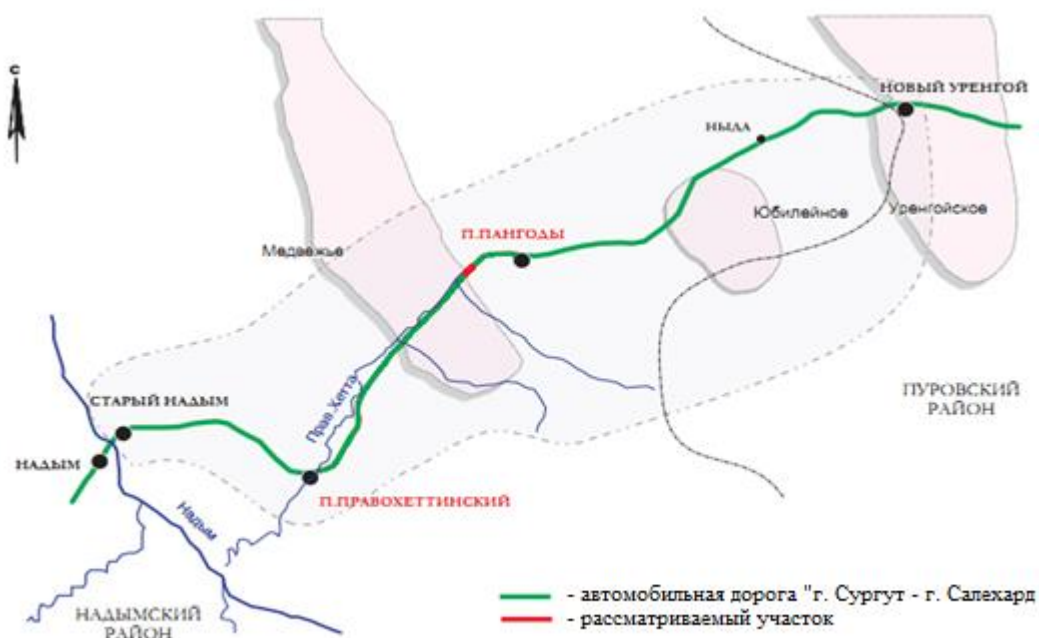 с
НОВЫЙ УРЕНГОЙ
НЫДА
Юбилейное
Уренгойское
П.ПАНГОДЫ
Медвежье
ПУРОВСКИЙ
РАЙОН
Прав.Хетта
СТАРЫЙ НАДЫМ
НАДЫМ
П.ПРАВОХЕТТИНСКИЙ
Надым
НАДЫМСКИЙ
РАЙОН
- автомобильная дорога "г. Сургут - г. Салехард
- рассматриваемый участок